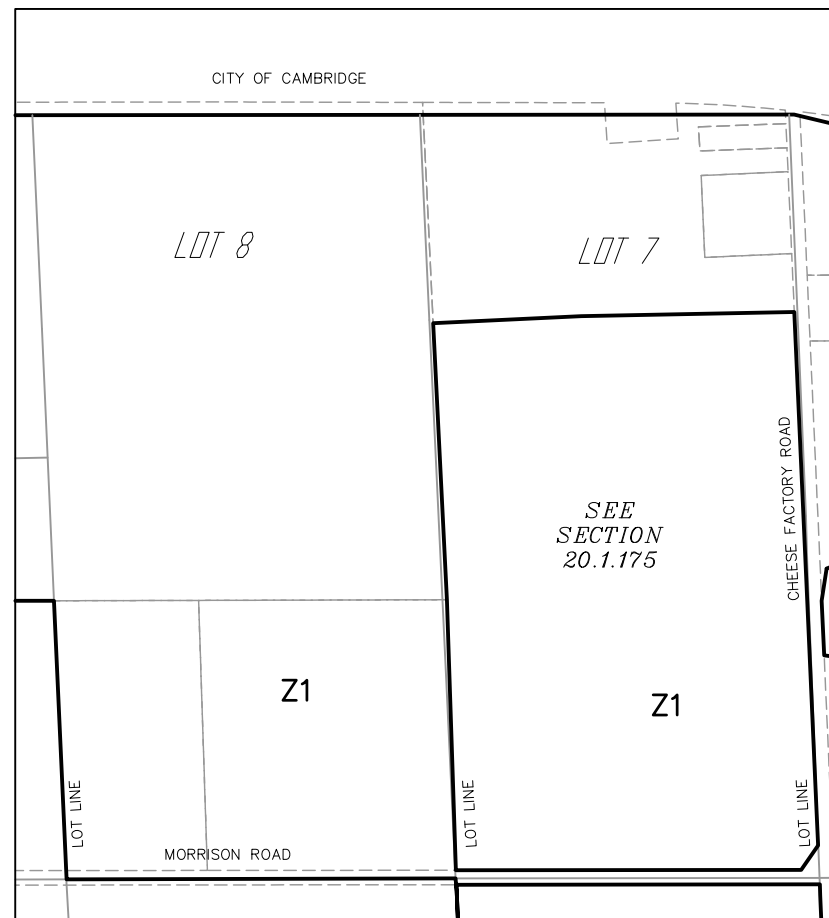 CITY OF CAMBRIDGE
LOT 8
LOT 7
CHEESE FACTORY ROAD
SEE
SECTION
20.1.175
Z1
Z1
LOT LINE
LOT LINE
LOT LINE
MORRISON ROAD